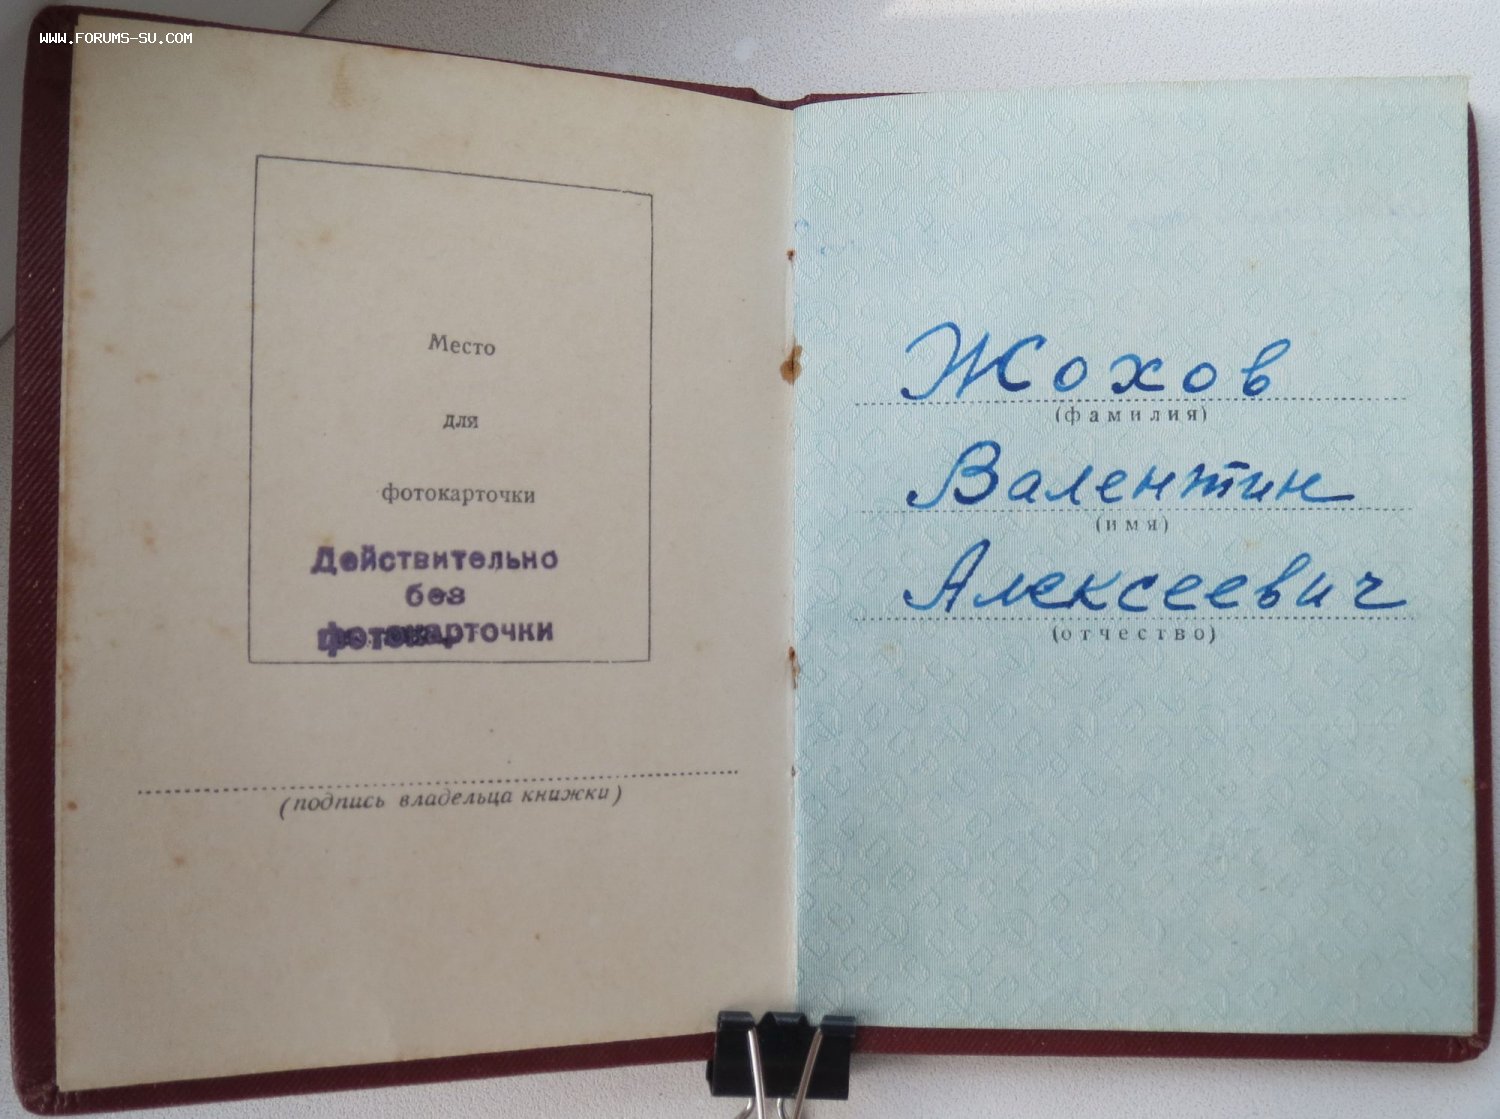 WWW.FORUMS-SU.COM
Место
для
фотокарточки
Действительно
без
фотокарточки
(подпись владельца книжки)
Жохов
(фамилия)
Валентин
(имя)
Алексеевич
(отчество)